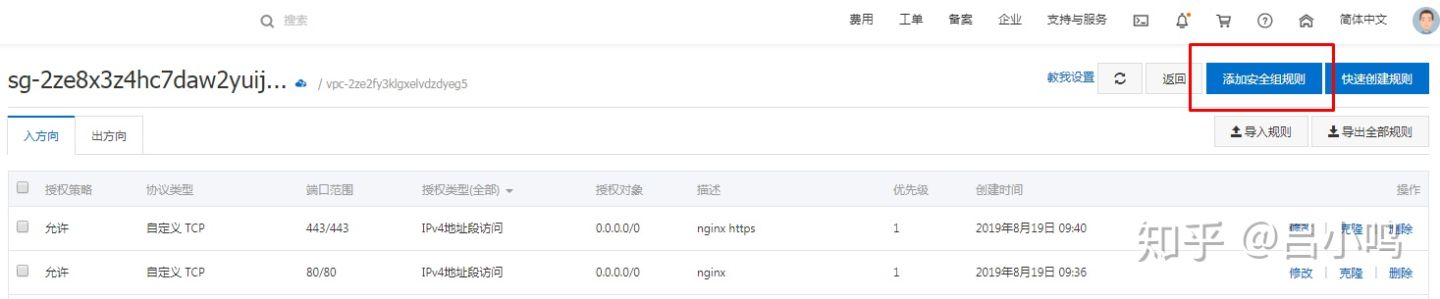 搜索 费用 工单 备案 企业 支持与服务 简体中文
sg-2ze8x3z4hc7daw2yuij... / vpc-2ze2fy3klgxelvdzdyeg5 教我设置 返回 添加安全组规则 快速创建规则
入方向 出方向 导入规则 导出全部规则
授权策略 协议类型 端口范围 授权类型(全部) 授权对象 描述 优先级 创建时间 操作
允许 自定义 TCP 443/443 IPv4地址段访问 0.0.0.0/0 nginx https 1 2019年8月19日 09:40 修改 克隆 删除
知乎 @吕小鸣
允许 自定义 TCP 80/80 IPv4地址段访问 0.0.0.0/0 nginx 1 2019年8月19日 09:36 修改 克隆 删除